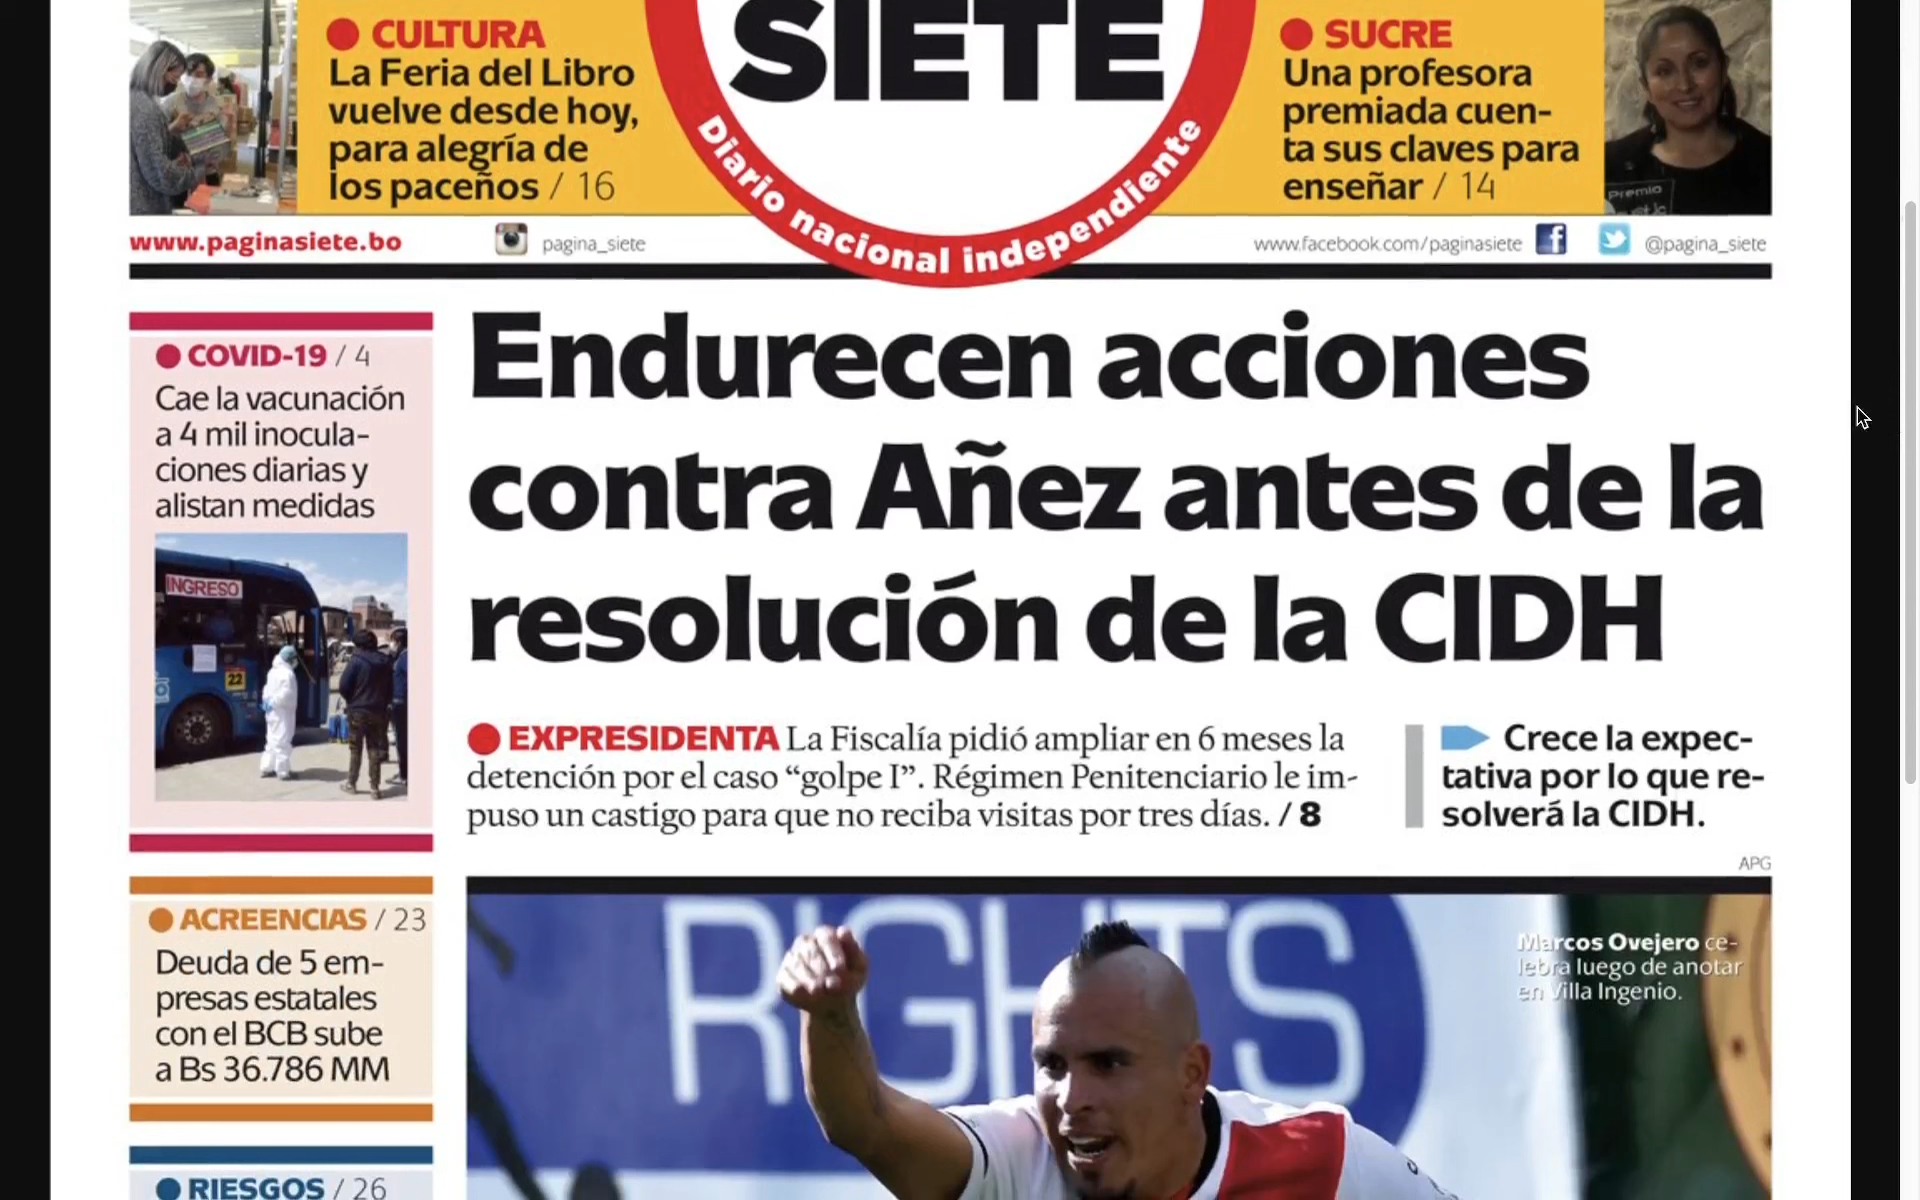 CULTURA
La Feria del Libro
vuelve desde hoy,
para alegría de
los paceños / 16
SIETE
Diario nacional independiente
SUCRE
Una profesora
premiada cuen-
ta sus claves para
enseñar / 14
Premio
www.paginasiete.bo
pagina_siete
www.facebook.com/paginasiete
@pagina_siete
COVID-19 / 4
Cae la vacunación
a 4 mil inocula-
ciones diarias y
alistan medidas
INGRESO
22
Endurecen acciones
contra Añez antes de la
resolución de la CIDH
EXPRESIDENTA La Fiscalía pidió ampliar en 6 meses la
detención por el caso “golpe I”. Régimen Penitenciario le im-
puso un castigo para que no reciba visitas por tres días. / 8
Crece la expec-
tativa por lo que re-
solverá la CIDH.
APG
ACREENCIAS / 23
Deuda de 5 em-
presas estatales
con el BCB sube
a Bs 36.786 MM
RIGHTS
Marcos Ovejero ce-
lebra luego de anotar
en Villa Ingenio.
RIESGOS / 26